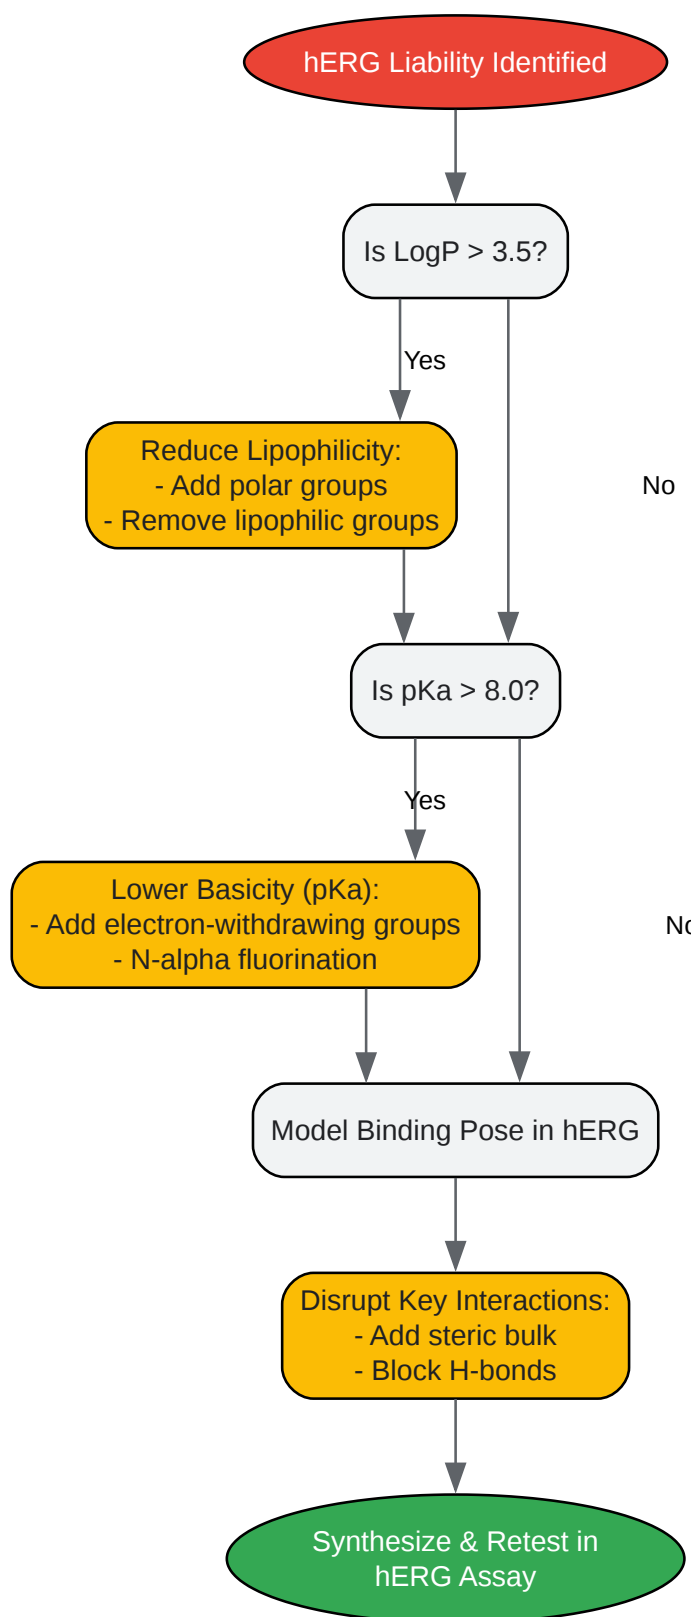 hERG Liability Identified
Is LogP > 3.5?
Yes
Reduce Lipophilicity:
- Add polar groups
- Remove lipophilic groups
No
Is pKa > 8.0?
Yes
Lower Basicity (pKa):
- Add electron-withdrawing groups
- N-alpha fluorination
No
Model Binding Pose in hERG
Disrupt Key Interactions:
- Add steric bulk
- Block H-bonds
Synthesize & Retest in
hERG Assay